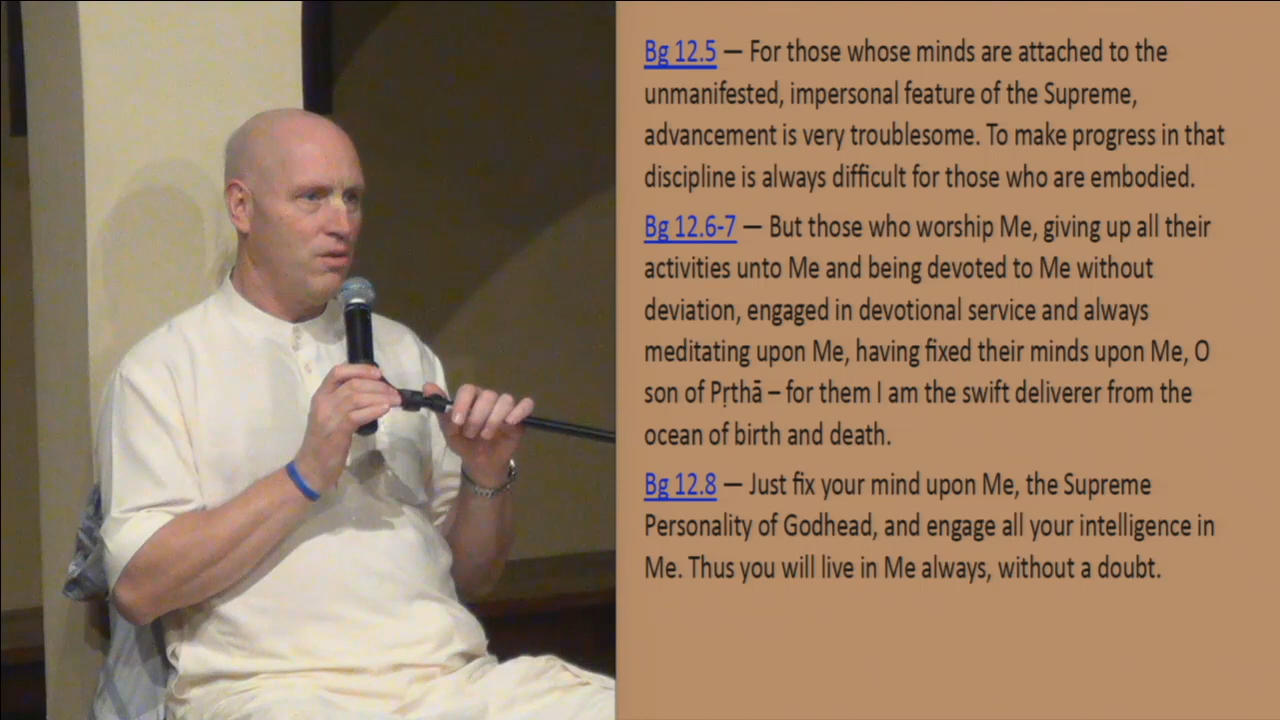 Bg 12.5 — For those whose minds are attached to the
unmanifested, impersonal feature of the Supreme,
advancement is very troublesome. To make progress in that
discipline is always difficult for those who are embodied.
Bg 12.6-7 — But those who worship Me, giving up all their
activities unto Me and being devoted to Me without
deviation, engaged in devotional service and always
meditating upon Me, having fixed their minds upon Me, O
son of Pṛthā – for them I am the swift deliverer from the
ocean of birth and death.
Bg 12.8 — Just fix your mind upon Me, the Supreme
Personality of Godhead, and engage all your intelligence in
Me. Thus you will live in Me always, without a doubt.